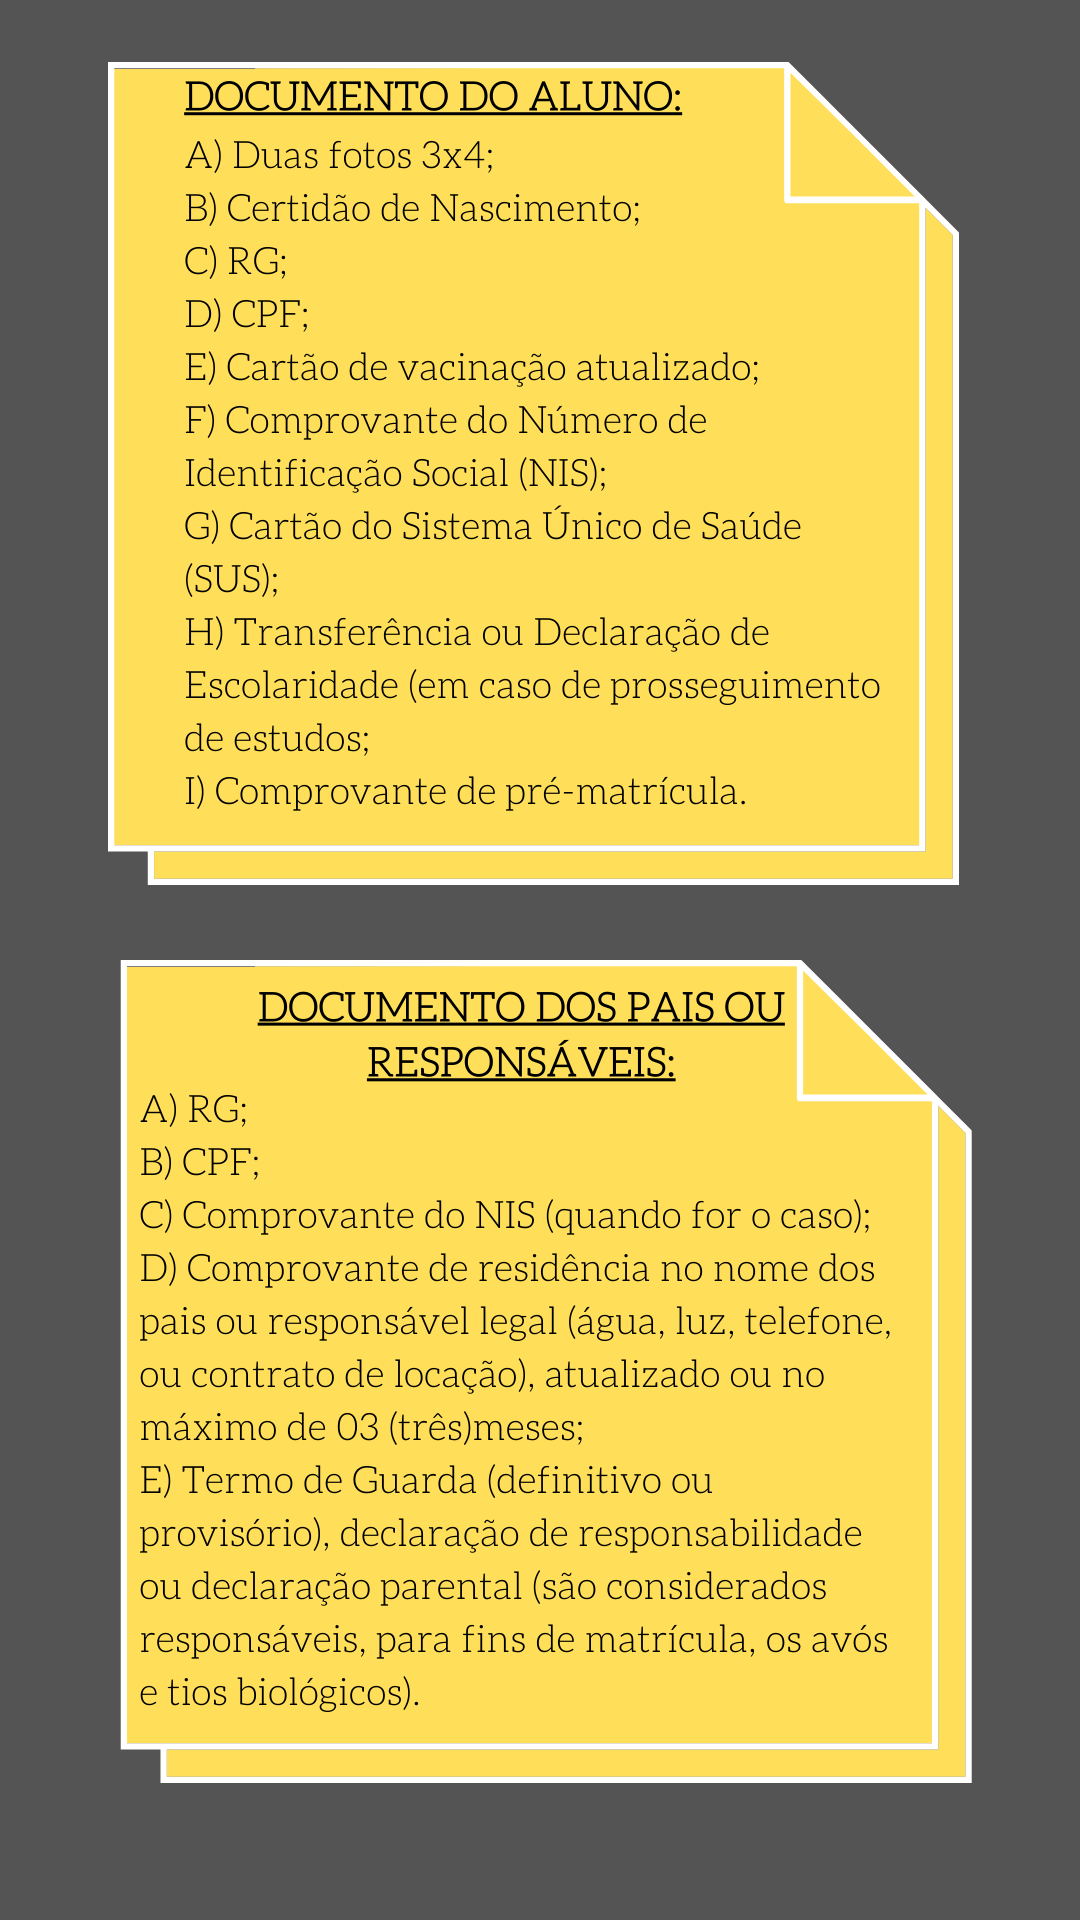 DOCUMENTO DO ALUNO:
A) Duas fotos 3x4;
B) Certidão de Nascimento;
C) RG;
D) CPF;
E) Cartão de vacinação atualizado;
F) Comprovante do Número de
Identificação Social (NIS);
G) Cartão do Sistema Único de Saúde
(SUS);
H) Transferência ou Declaração de
Escolaridade (em caso de prosseguimento
de estudos;
I) Comprovante de pré-matrícula.
DOCUMENTO DOS PAIS OU
RESPONSÁVEIS:
A) RG;
B) CPF;
C) Comprovante do NIS (quando for o caso);
D) Comprovante de residência no nome dos
pais ou responsável legal (água, luz, telefone,
ou contrato de locação), atualizado ou no
máximo de 03 (três)meses;
E) Termo de Guarda (definitivo ou
provisório), declaração de responsabilidade
ou declaração parental (são considerados
responsáveis, para fins de matrícula, os avós
e tios biológicos).